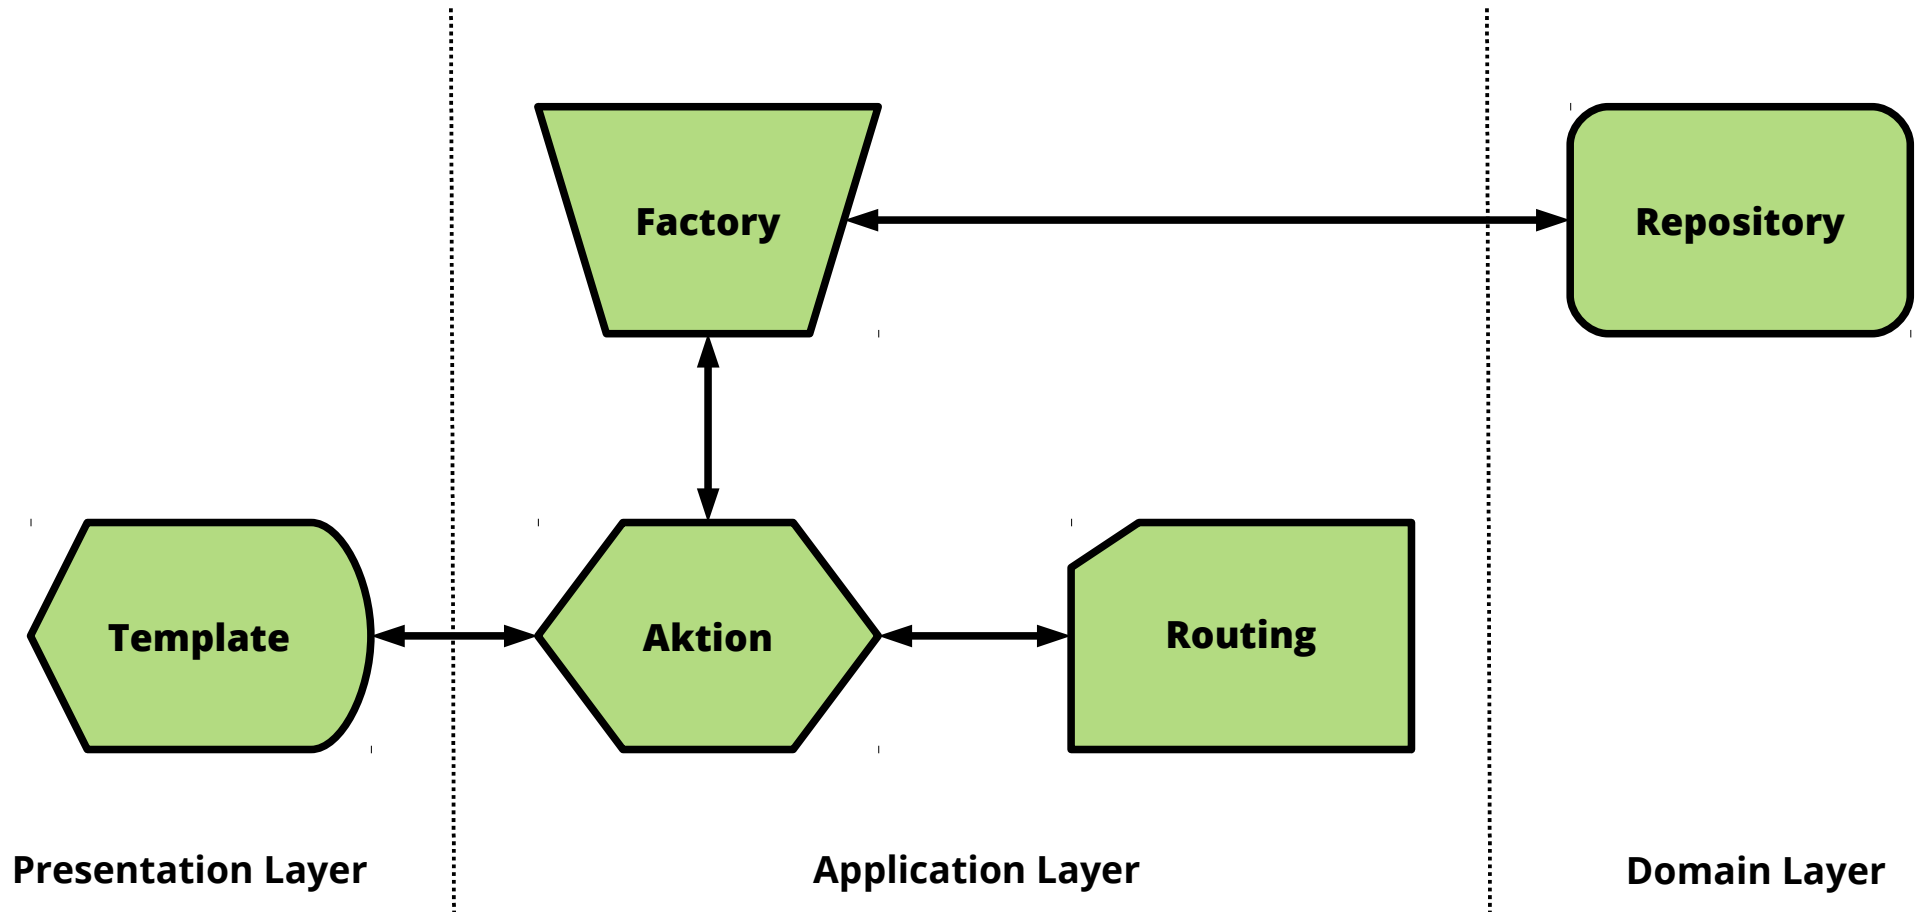 Factory
Repository
Template
Aktion
Routing
Presentation Layer
Application Layer
Domain Layer